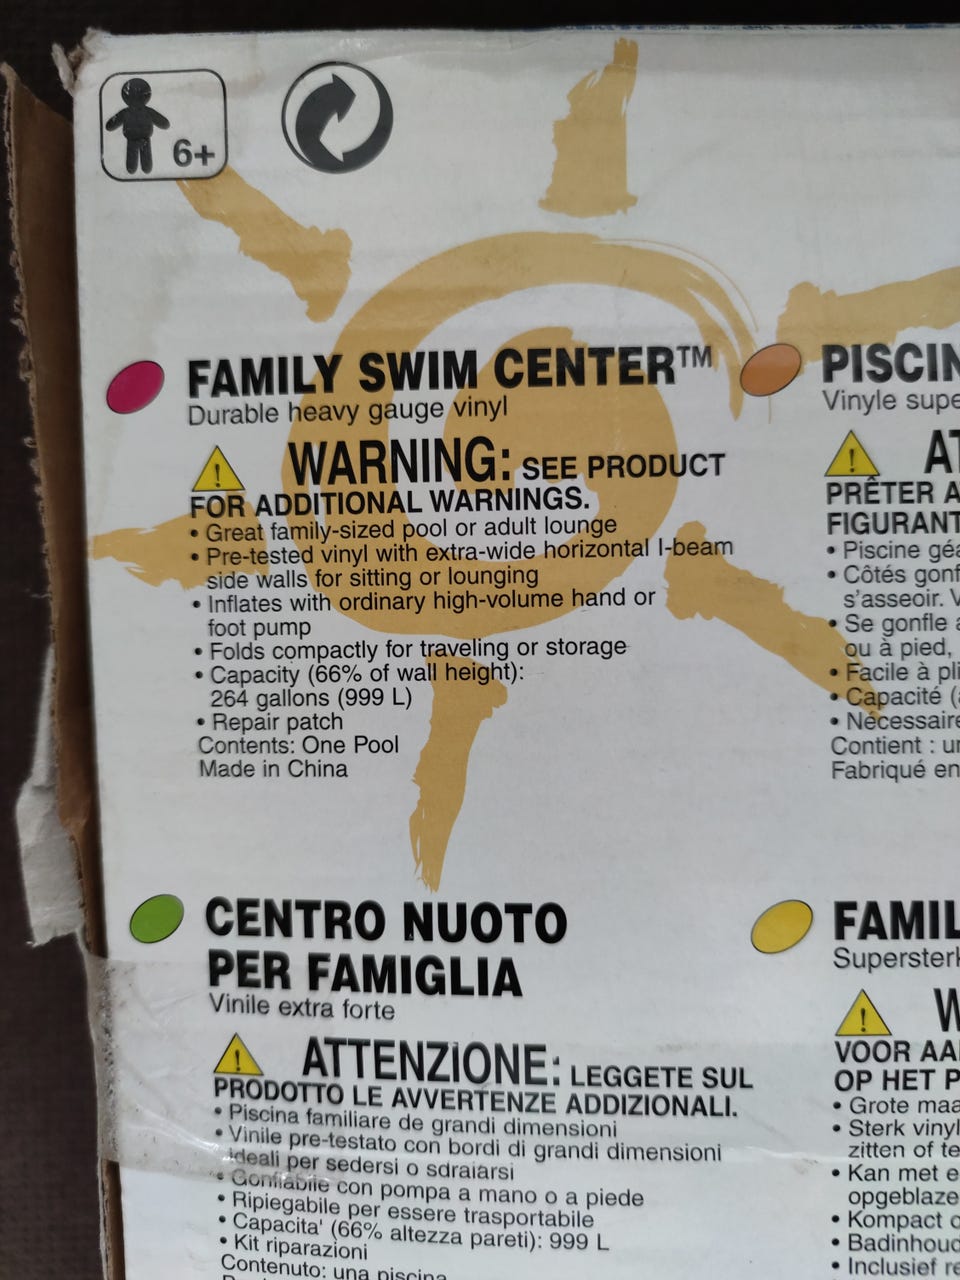 6+
FAMILY SWIM CENTER™
Durable heavy gauge vinyl
WARNING: SEE PRODUCT
FOR ADDITIONAL WARNINGS.
• Great family-sized pool or adult lounge
• Pre-tested vinyl with extra-wide horizontal I-beam
side walls for sitting or lounging
• Inflates with ordinary high-volume hand or
foot pump
• Folds compactly for traveling or storage
• Capacity (66% of wall height):
264 gallons (999 L)
• Repair patch
Contents: One Pool
Made in China
PISCIN
Vinyle supe
AT
PRÊTER A
FIGURANT
• Piscine géa
• Côtés gonf
s'asseoir. V
• Se gonfle a
ou à pied,
• Facile à pli
• Capacité (
• Nécessaire
Contient : un
Fabriqué en
CENTRO NUOTO
PER FAMIGLIA
Vinile extra forte
ATTENZIONE: LEGGETE SUL
PRODOTTO LE AVVERTENZE ADDIZIONALI.
• Piscina familiare de grandi dimensioni
• Vinile pre-testato con bordi di grandi dimensioni
ideali per sedersi o sdraiarsi
• Gonfiabile con pompa a mano o a piede
• Ripiegabile per essere trasportabile
• Capacita' (66% altezza pareti): 999 L
• Kit riparazioni
Contenuto: una piscina
FAMIL
Supersterk
W
VOOR AA
OP HET P
• Grote maa
• Sterk vinyl
zitten of te
• Kan met e
opgeblaze
• Kompact o
• Badinhoud
• Inclusief re